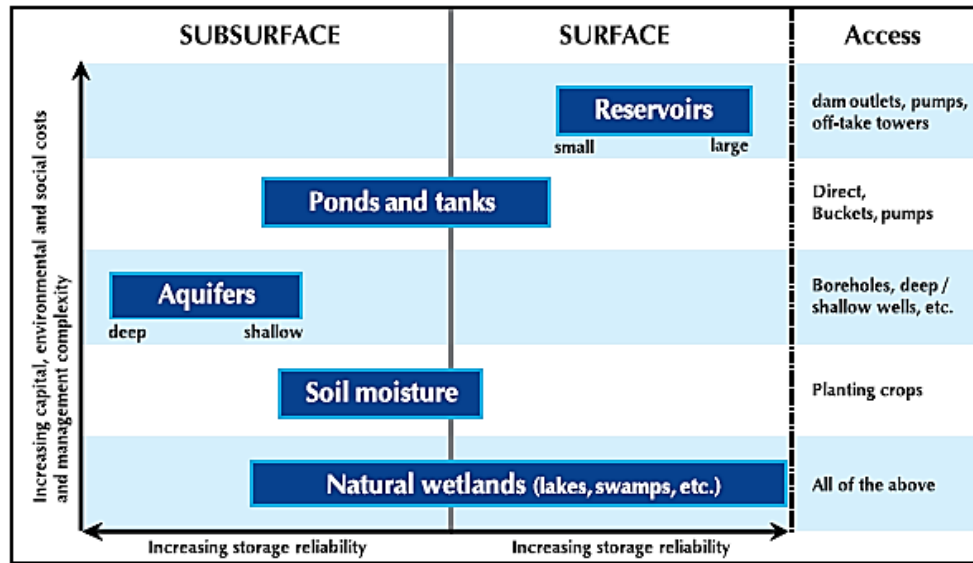 SUBSURFACE
SURFACE
Access
Increasing capital, environmental and social costs
and management complexity
Reservoirs
small
large
dam outlets, pumps,
off-take towers
Ponds and tanks
Direct,
Buckets, pumps
Aquifers
deep
shallow
Boreholes, deep /
shallow wells, etc.
Soil moisture
Planting crops
Natural wetlands (lakes, swamps, etc.)
All of the above
Increasing storage reliability
Increasing storage reliability